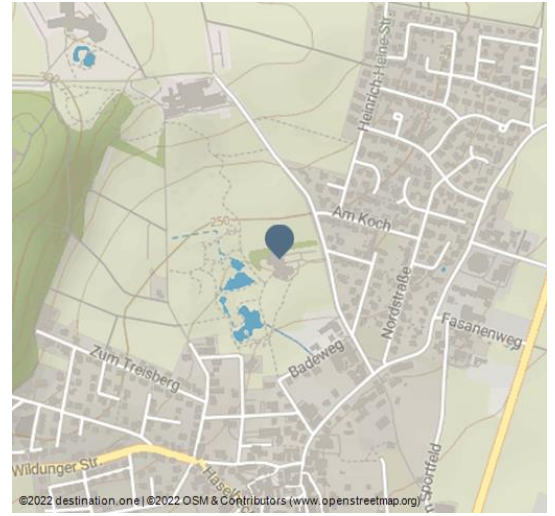 300
Heinrich-Heine-Str.
250
Am Koch
Nordstraße
Fasanenweg
Badeweg
Zum Treisberg
Wildunger Str.
Sportfeld
©2022 destination.one | ©2022 OSM & Contributors (www.openstreetmap.org)